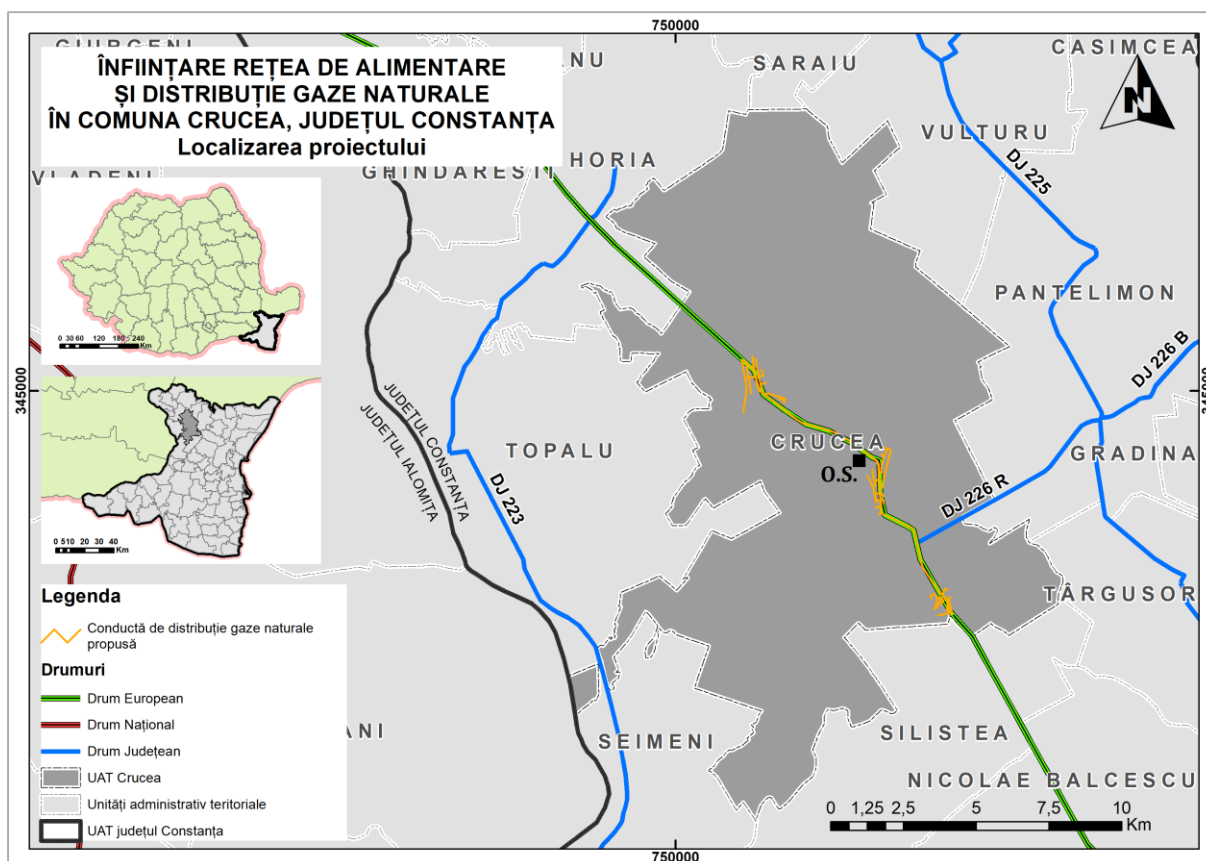 750000
GHIRGENI
ÎNFIINȚARE REȚEA DE ALIMENTARE
ȘI DISTRIBUȚIE GAZE NATURALE
ÎN COMUNA CRUCEA, JUDEȚUL CONSTANȚA
Localizarea proiectului
ANU
SARAIU
CASIMCEA
N
VULTURU
HORIA
GHINDARESTI
VLADENI
DJ 225
PANTELIMON
DJ 226 B
0 30 60 120 180 240
Km
345000
345000
JUDEȚUL CONSTANȚA
JUDEȚUL IALOMIȚA
TOPALU
CRUCEA
O.S.
GRADINA
DJ 223
DJ 226 R
0 5 10 20 30 40
Km
TÂRGUSOR
Legenda
Conductă de distribuție gaze naturale
propusă
Drumuri
Drum European
Drum Național
Drum Județean
UAT Crucea
Unități administrativ teritoriale
UAT județul Constanța
ANI
SEIMENI
SILISTEA
NICOLAE BALCESCU
0 1,25 2,5 5 7,5 10
Km
750000